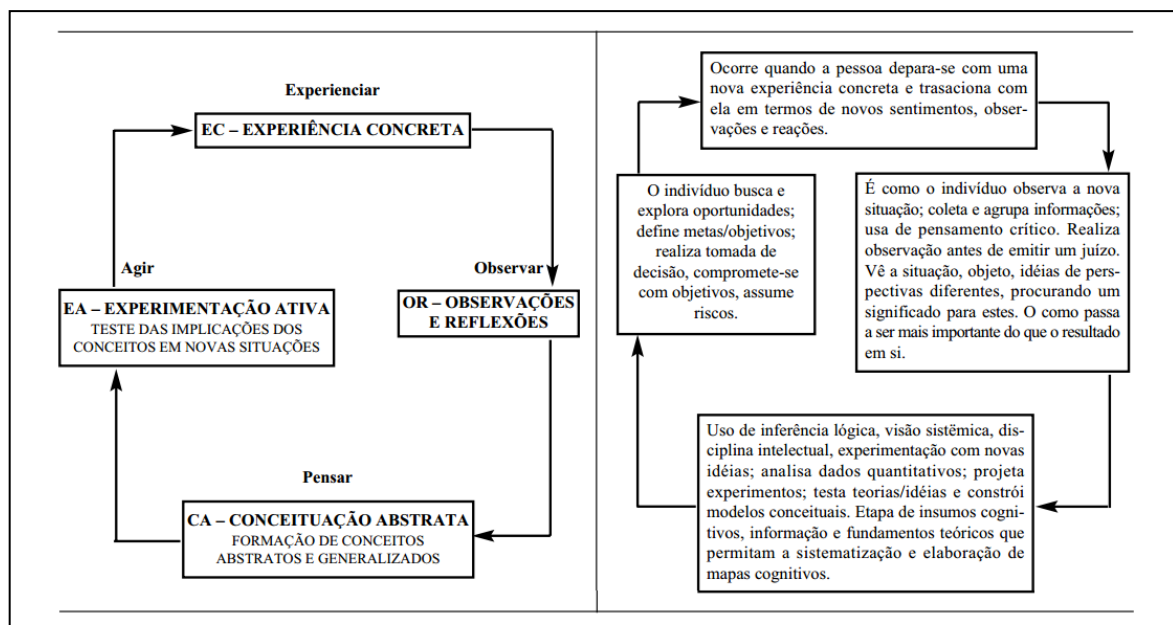 Experienciar
EC – EXPERIÊNCIA CONCRETA
Agir
Observar
EA – EXPERIMENTAÇÃO ATIVA
TESTE DAS IMPLICAÇÕES DOS
CONCEITOS EM NOVAS SITUAÇÕES
OR – OBSERVAÇÕES
E REFLEXÕES
Pensar
CA – CONCEITUAÇÃO ABSTRATA
FORMAÇÃO DE CONCEITOS
ABSTRATOS E GENERALIZADOS
Ocorre quando a pessoa depara-se com uma
nova experiência concreta e trasaciona com
ela em termos de novos sentimentos, obser-
vações e reações.
O indivíduo busca e
explora oportunidades;
define metas/objetivos;
realiza tomada de
decisão, compromete-se
com objetivos, assume
riscos.
É como o indivíduo observa a nova
situação; coleta e agrupa informações;
usa de pensamento crítico. Realiza
observação antes de emitir um juízo.
Vê a situação, objeto, idéias de pers-
pectivas diferentes, procurando um
significado para estes. O como passa
a ser mais importante do que o resultado
em si.
Uso de inferência lógica, visão sistëmica, dis-
ciplina intelectual, experimentação com novas
idéias; analisa dados quantitativos; projeta
experimentos; testa teorias/idéias e constrói
modelos conceituais. Etapa de insumos cogni-
tivos, informação e fundamentos teóricos que
permitam a sistematização e elaboração de
mapas cognitivos.